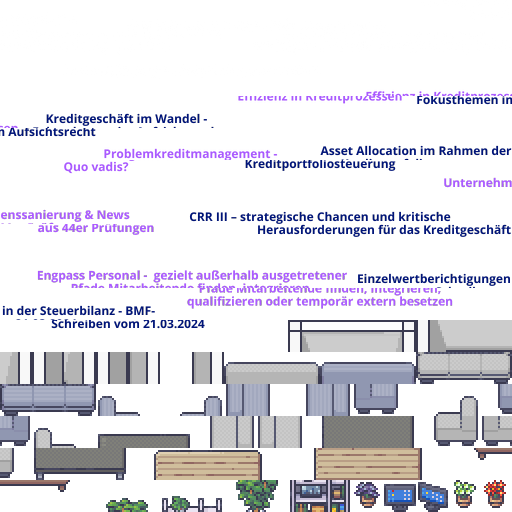 Effizienz in Kreditprozessen
Fokusthemen in
Kreditgeschäft im Wandel -
Aufsichtsrecht
Problemkreditmanagement -
Quo vadis?
Asset Allocation im Rahmen der
Kreditportfoliosteuerung
Unternehm
enssanierung & News
aus 44er Prüfungen
CRR III – strategische Chancen und kritische
Herausforderungen für das Kreditgeschäft
Engpass Personal - gezielt außerhalb ausgetretener
Pfade Mitarbeitende finden, integrieren,
qualifizieren oder temporär extern besetzen
Einzelwertberichtigungen
in der Steuerbilanz - BMF-
Schreiben vom 21.03.2024